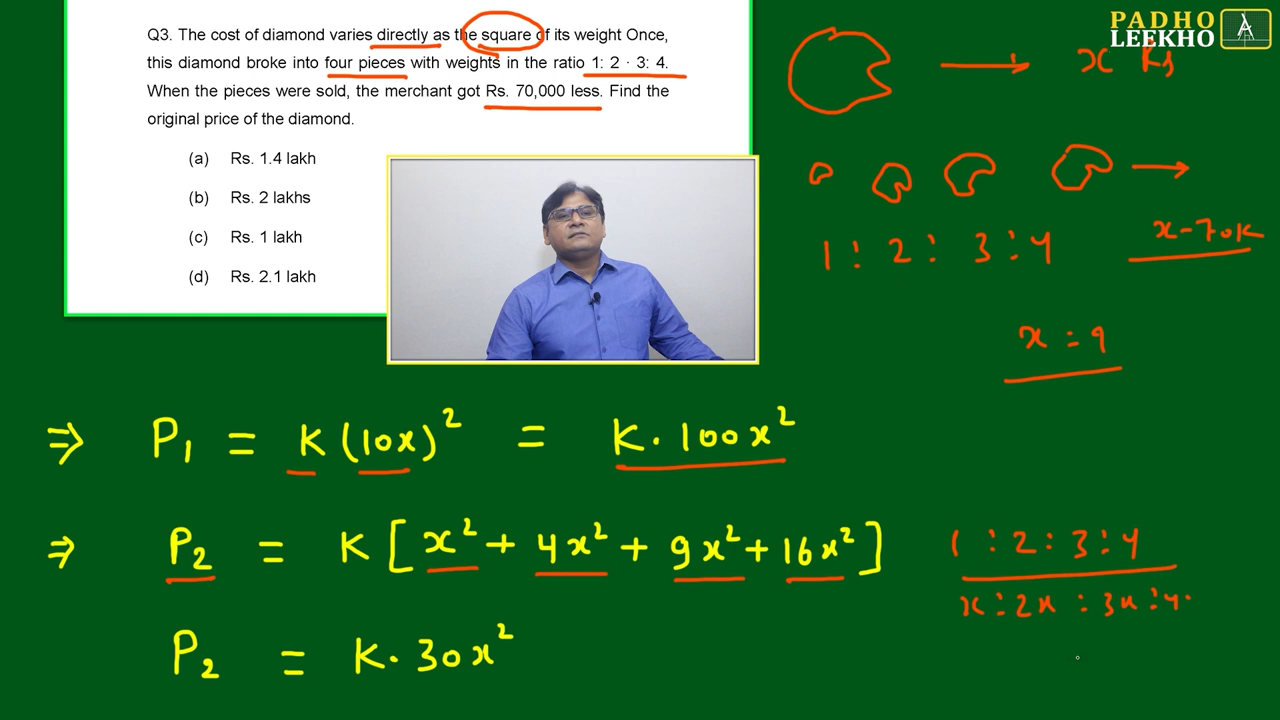 PADHO
LEEKHO
Q3. The cost of diamond varies directly as the square of its weight Once,
this diamond broke into four pieces with weights in the ratio 1: 2 · 3: 4.
When the pieces were sold, the merchant got Rs. 70,000 less. Find the
original price of the diamond.
(a) Rs. 1.4 lakh
(b) Rs. 2 lakhs
(c) Rs. 1 lakh
(d) Rs. 2.1 lakh
x Rs
1 : 2 : 3 : 4
x-70K
x = 9
⇒ P₁ = K (10x)² = K · 100x²
⇒ P₂ = K [ x² + 4x² + 9x² + 16x² ]
P₂ = K · 30x²
1 : 2 : 3 : 4
x : 2x : 3x : 4.